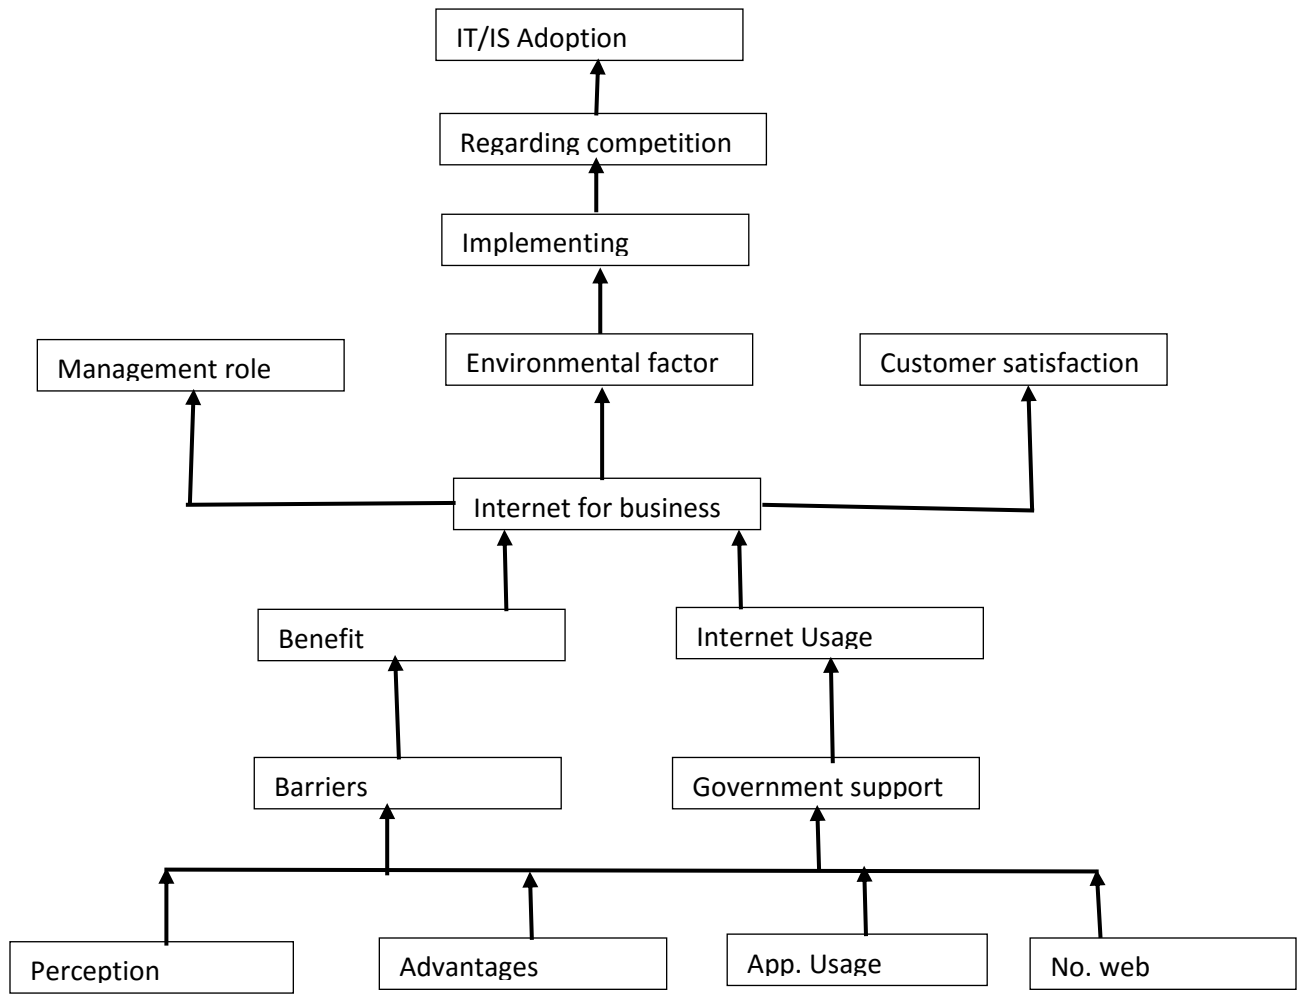 IT/IS Adoption
Regarding competition
Implementing
Management role
Environmental factor
Customer satisfaction
Internet for business
Benefit
Internet Usage
Barriers
Government support
Perception
Advantages
App. Usage
No. web